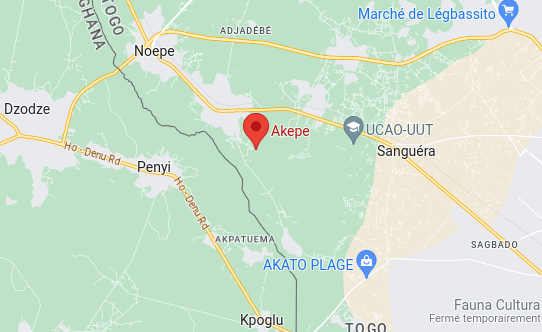 TOGO
GHANA
Marché de Légbassito
ADJADÉBÉ
Noepe
Dzodze
Akepe
UCAO-UUT
Ho - Denu Rd
Sanguéra
Penyi
Ho - Denu Rd
AKPATUEMA
SAGBADO
AKATO PLAGE
Fauna Cultura
Fermé temporairement
Kpoglu
TOGO